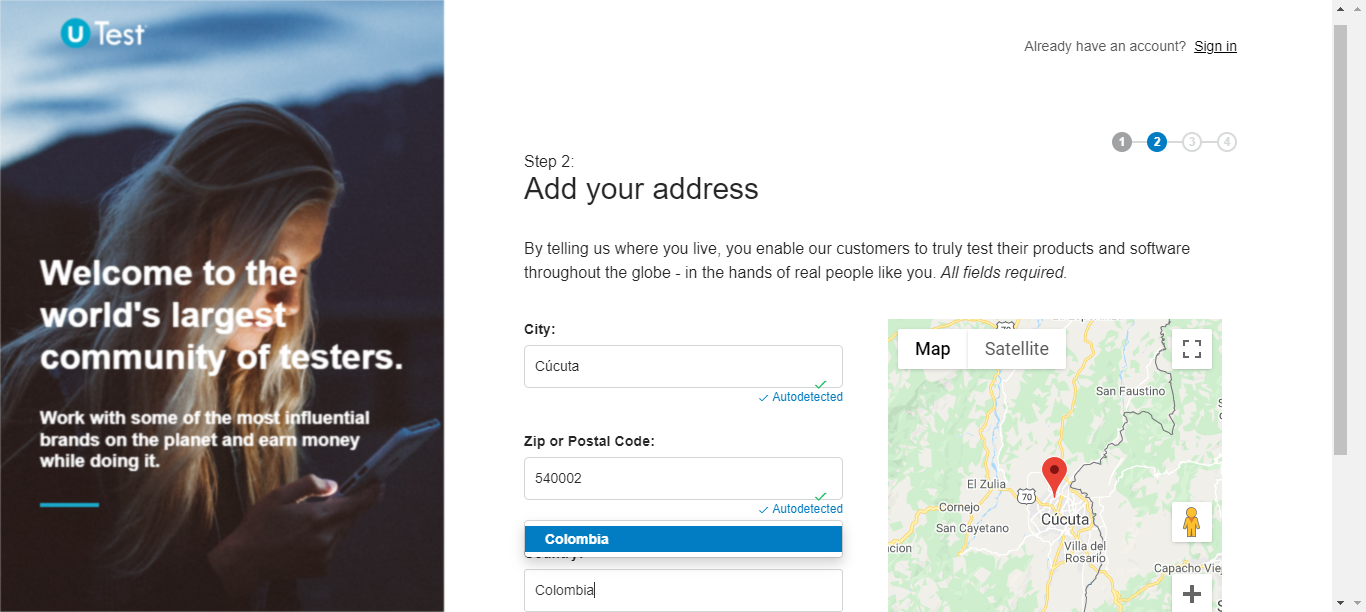 U Test
Already have an account? Sign in
1 2 3 4
Step 2:
Add your address
By telling us where you live, you enable our customers to truly test their products and software
throughout the globe - in the hands of real people like you. All fields required.
Welcome to the
world's largest
community of testers.
Work with some of the most influential
brands on the planet and earn money
while doing it.
City:
Cúcuta
Autodetected
Zip or Postal Code:
540002
Autodetected
Colombia
Colombia
Map Satellite
San Faustino
El Zulia
70
Cornejo
San Cayetano
Cúcuta
Villa del
Rosario
Capacho Vie
cion